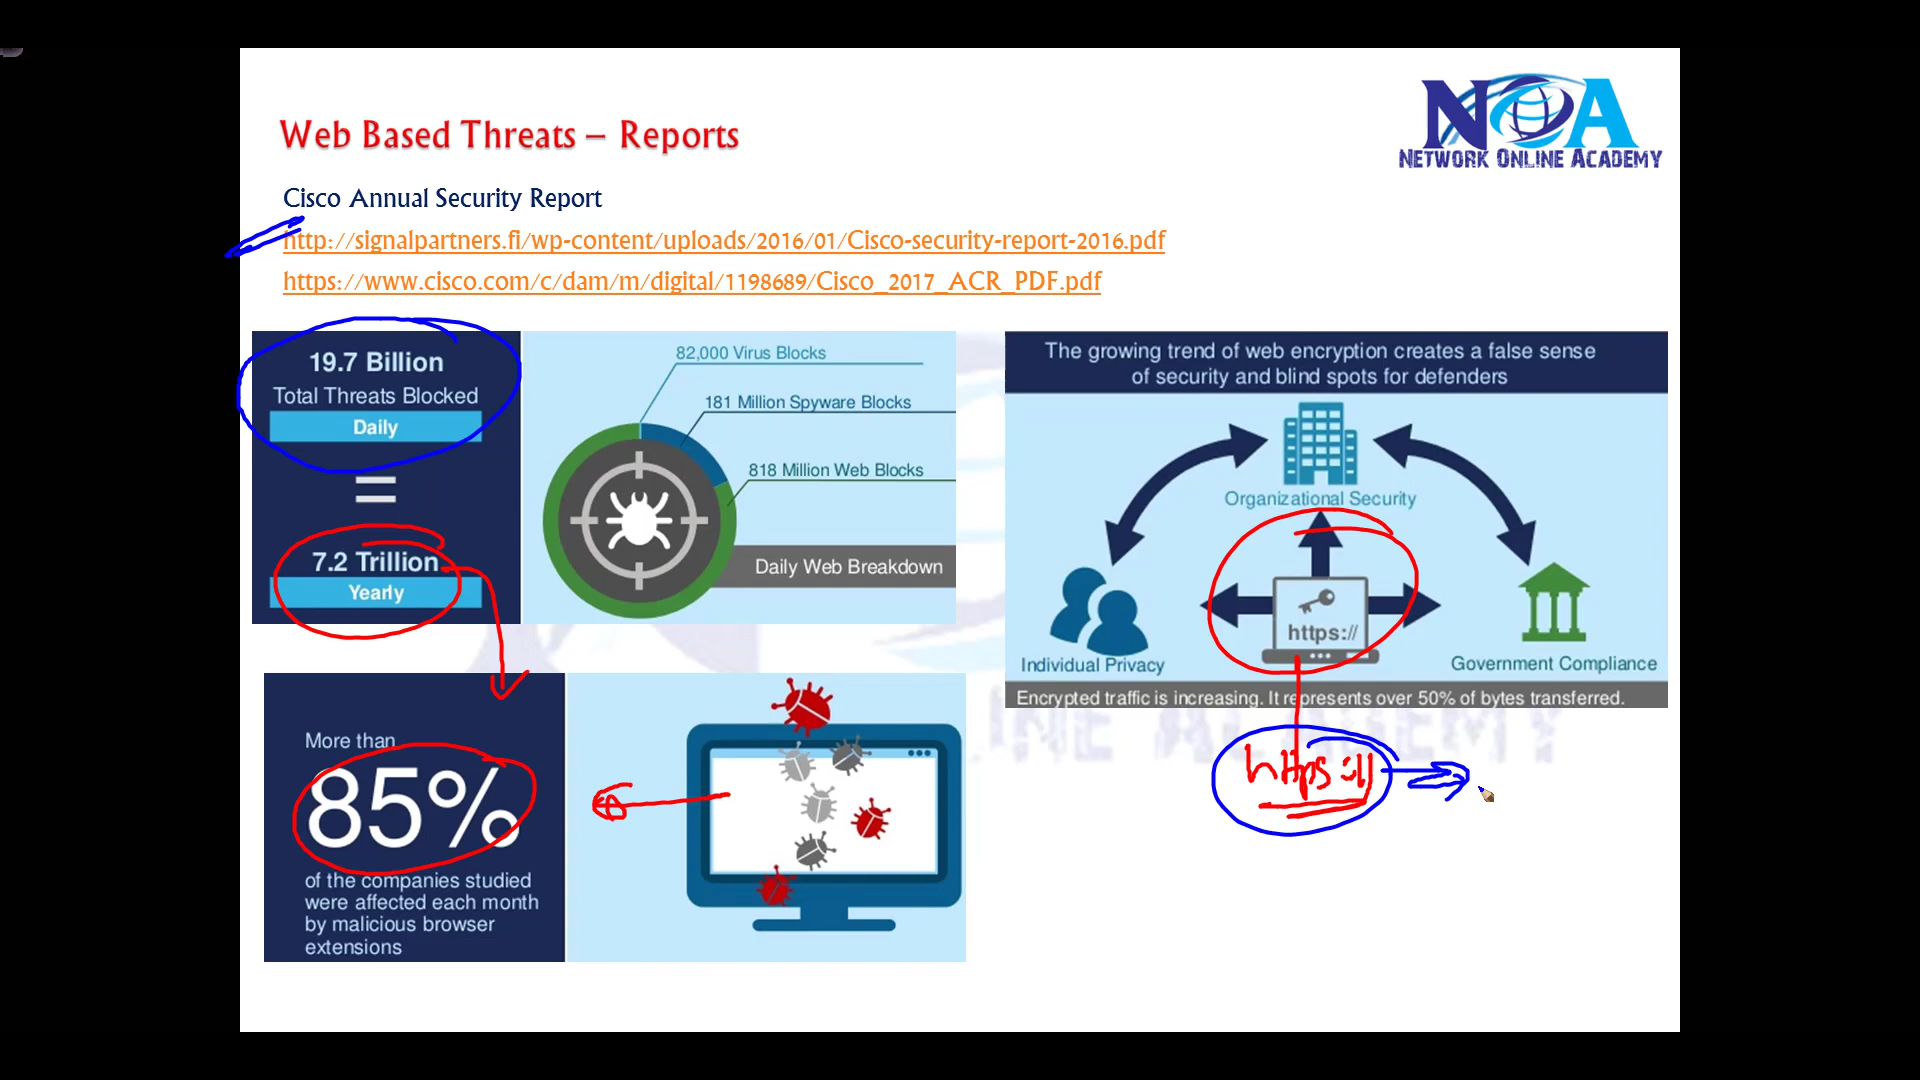 NOA
NETWORK ONLINE ACADEMY
Web Based Threats – Reports
Cisco Annual Security Report
http://signalpartners.fi/wp-content/uploads/2016/01/Cisco-security-report-2016.pdf
https://www.cisco.com/c/dam/m/digital/1198689/Cisco_2017_ACR_PDF.pdf
19.7 Billion
Total Threats Blocked
Daily
=
7.2 Trillion
Yearly
82,000 Virus Blocks
181 Million Spyware Blocks
818 Million Web Blocks
Daily Web Breakdown
More than
85%
of the companies studied
were affected each month
by malicious browser
extensions
The growing trend of web encryption creates a false sense
of security and blind spots for defenders
Organizational Security
https://
Individual Privacy
Government Compliance
Encrypted traffic is increasing. It represents over 50% of bytes transferred.
LINE ACADEMY
https://